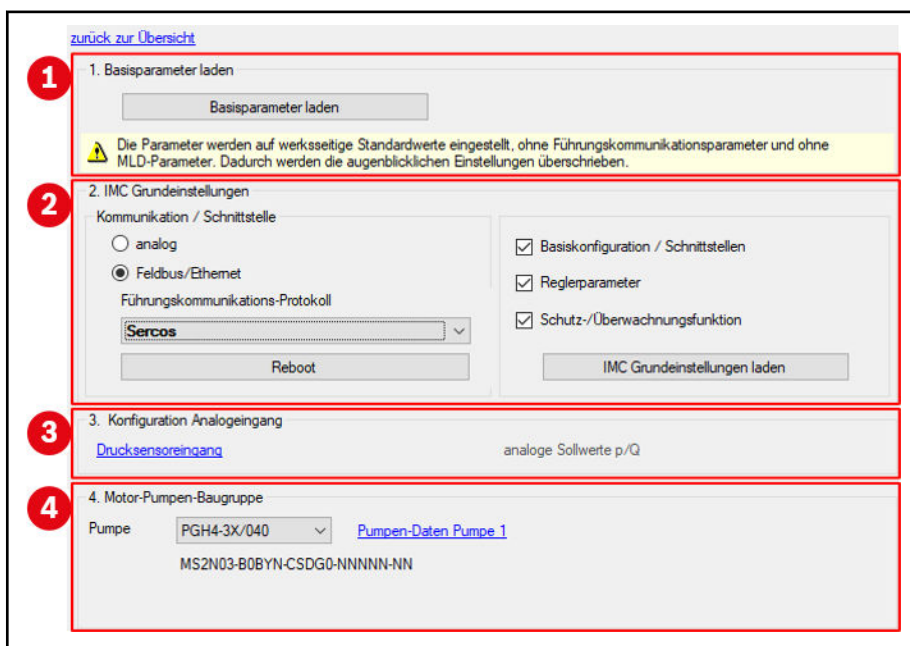 zurück zur Übersicht
1
1. Basisparameter laden
Basisparameter laden
Die Parameter werden auf werksseitige Standardwerte eingestellt, ohne Führungskommunikationsparameter und ohne
MLD-Parameter. Dadurch werden die augenblicklichen Einstellungen überschrieben.
2
2. IMC Grundeinstellungen
Kommunikation / Schnittstelle
analog
Feldbus/Ethernet
Führungskommunikations-Protokoll
Sercos
Reboot
Basiskonfiguration / Schnittstellen
Reglerparameter
Schutz-/Überwachnungsfunktion
IMC Grundeinstellungen laden
3
3. Konfiguration Analogeingang
Drucksensoreingang
analoge Sollwerte p/Q
4
4. Motor-Pumpen-Baugruppe
Pumpe
PGH4-3X/040
Pumpen-Daten Pumpe 1
MS2N03-B0BYN-CSDG0-NNNNN-NN